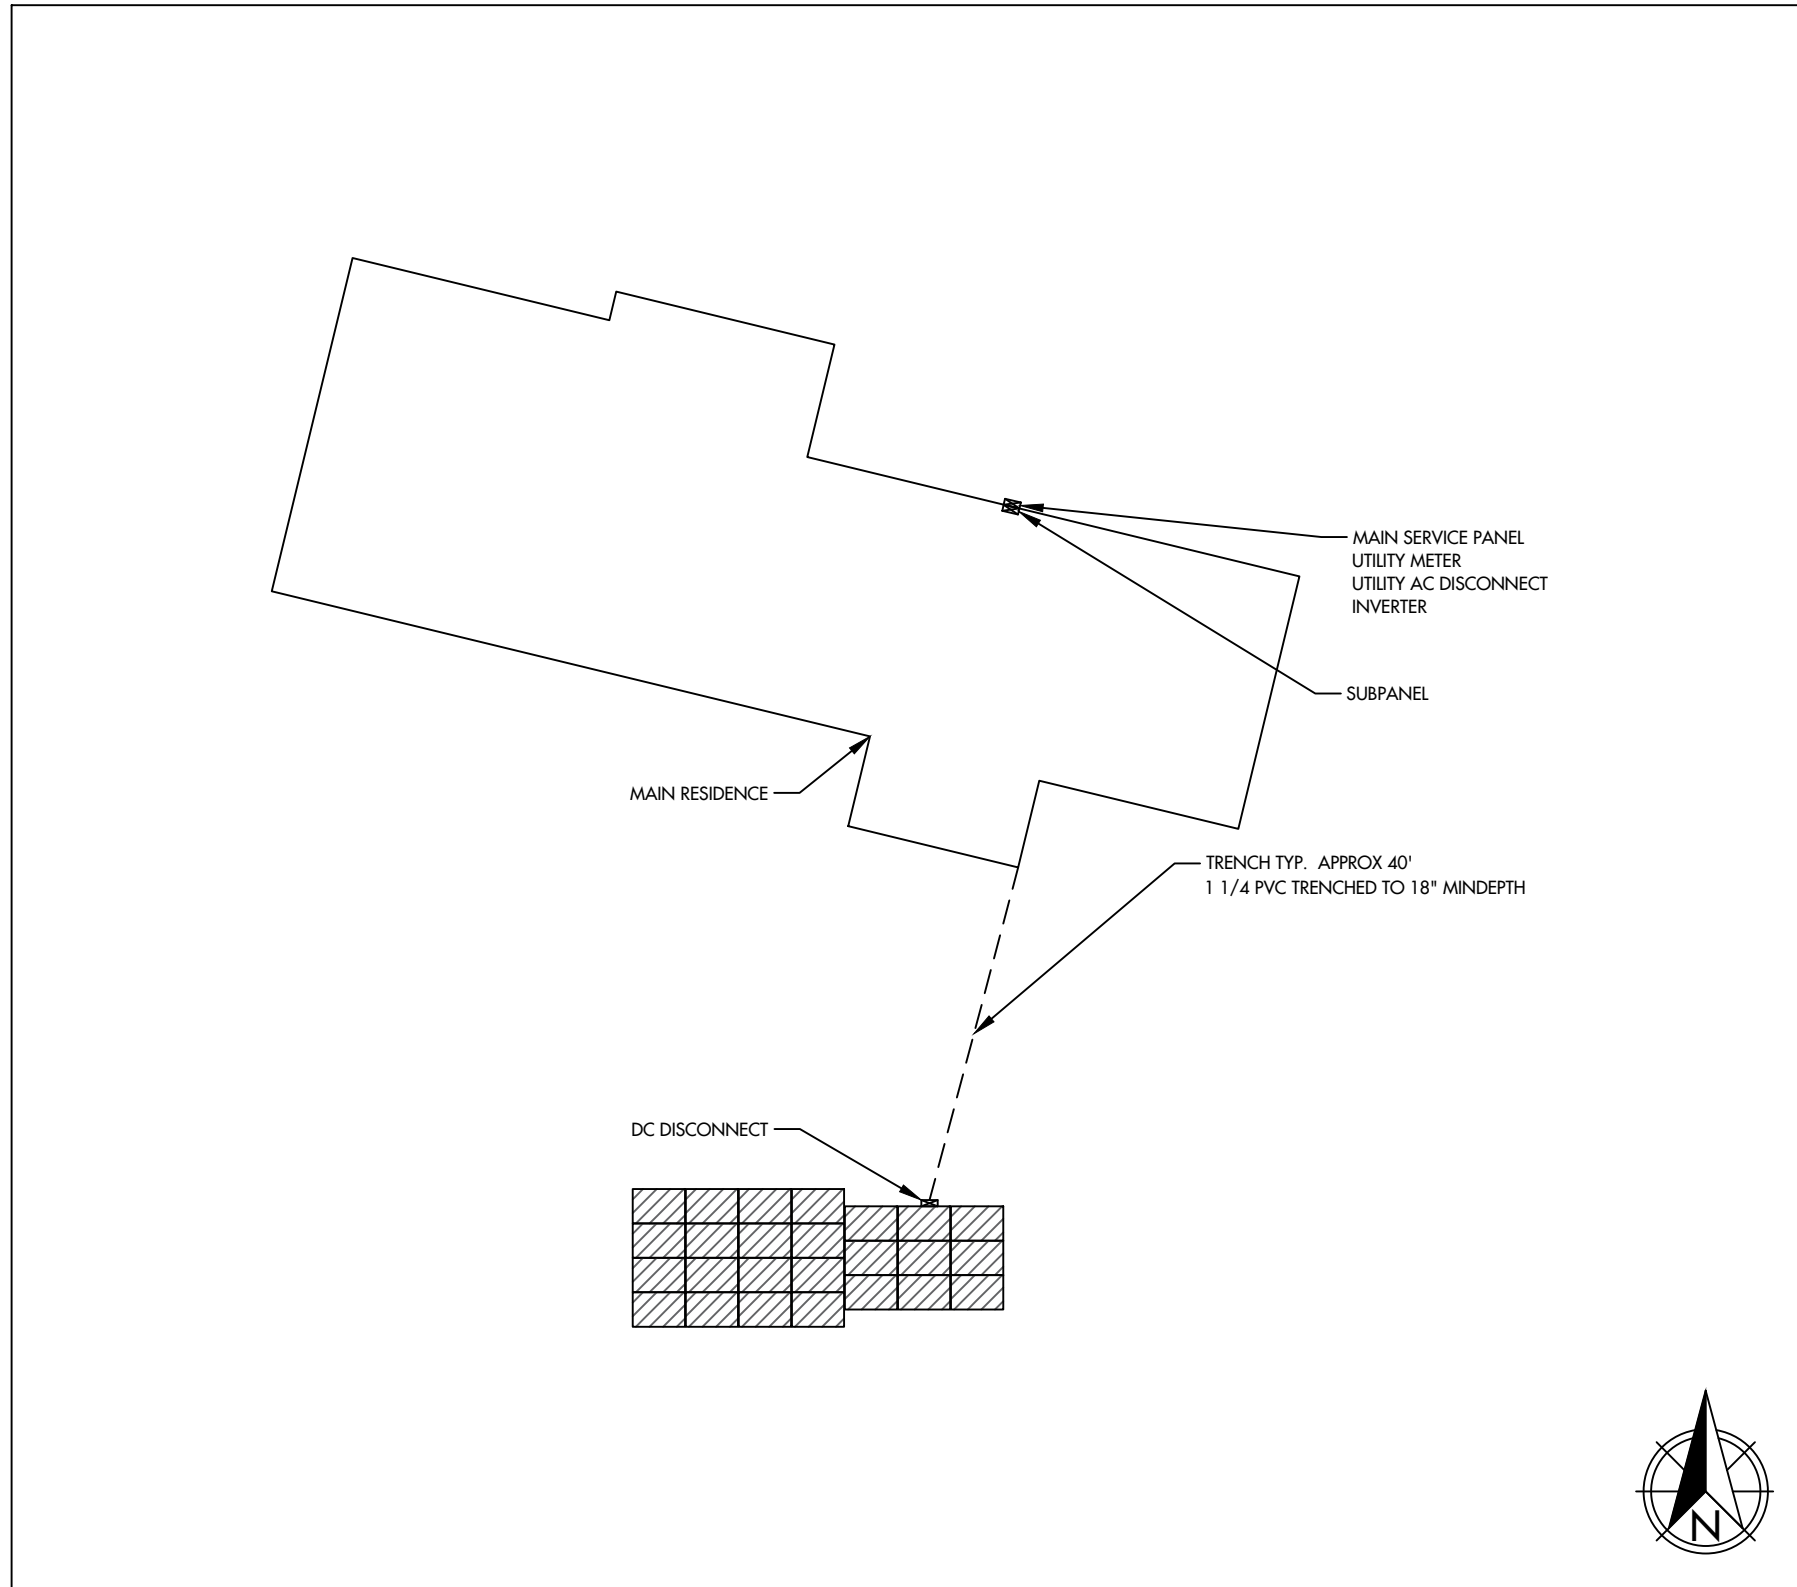 MAIN SERVICE PANEL
UTILITY METER
UTILITY AC DISCONNECT
INVERTER
SUBPANEL
MAIN RESIDENCE
TRENCH TYP. APPROX 40'
1 1/4 PVC TRENCHED TO 18" MINDEPTH
DC DISCONNECT
N